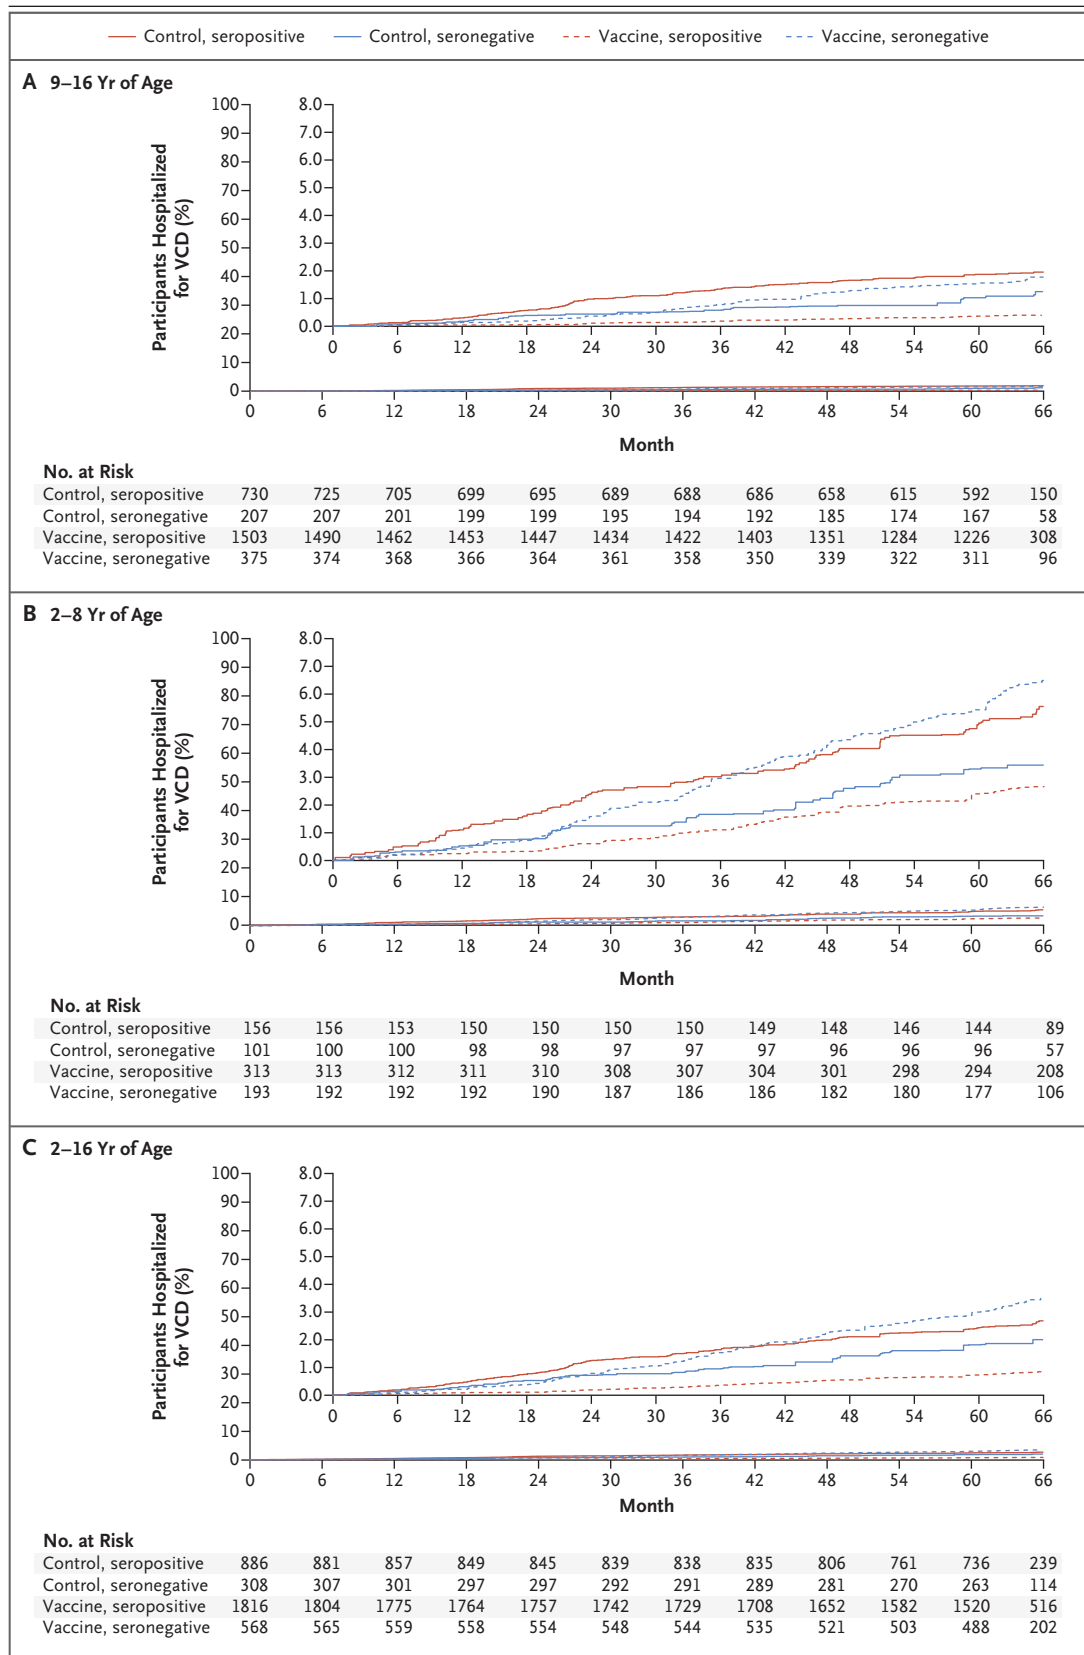 Control, seropositive Control, seronegative Vaccine, seropositive Vaccine, seronegative
A 9–16 Yr of Age
Participants Hospitalized
for VCD (%)
100 8.0
90 7.0
80 6.0
70 5.0
60 4.0
50 3.0
40 2.0
30 1.0
20 0.0
0 6 12 18 24 30 36 42 48 54 60 66
10
0
0 6 12 18 24 30 36 42 48 54 60 66
Month
No. at Risk
Control, seropositive 730 725 705 699 695 689 688 686 658 615 592 150
Control, seronegative 207 207 201 199 199 195 194 192 185 174 167 58
Vaccine, seropositive 1503 1490 1462 1453 1447 1434 1422 1403 1351 1284 1226 308
Vaccine, seronegative 375 374 368 366 364 361 358 350 339 322 311 96
B 2–8 Yr of Age
Participants Hospitalized
for VCD (%)
100 8.0
90 7.0
80 6.0
70 5.0
60 4.0
50 3.0
40 2.0
30 1.0
20 0.0
0 6 12 18 24 30 36 42 48 54 60 66
10
0
0 6 12 18 24 30 36 42 48 54 60 66
Month
No. at Risk
Control, seropositive 156 156 153 150 150 150 150 149 148 146 144 89
Control, seronegative 101 100 100 98 98 97 97 97 96 96 96 57
Vaccine, seropositive 313 313 312 311 310 308 307 304 301 298 294 208
Vaccine, seronegative 193 192 192 192 190 187 186 186 182 180 177 106
C 2–16 Yr of Age
Participants Hospitalized
for VCD (%)
100 8.0
90 7.0
80 6.0
70 5.0
60 4.0
50 3.0
40 2.0
30 1.0
20 0.0
0 6 12 18 24 30 36 42 48 54 60 66
10
0
0 6 12 18 24 30 36 42 48 54 60 66
Month
No. at Risk
Control, seropositive 886 881 857 849 845 839 838 835 806 761 736 239
Control, seronegative 308 307 301 297 297 292 291 289 281 270 263 114
Vaccine, seropositive 1816 1804 1775 1764 1757 1742 1729 1708 1652 1582 1520 516
Vaccine, seronegative 568 565 559 558 554 548 544 535 521 503 488 202